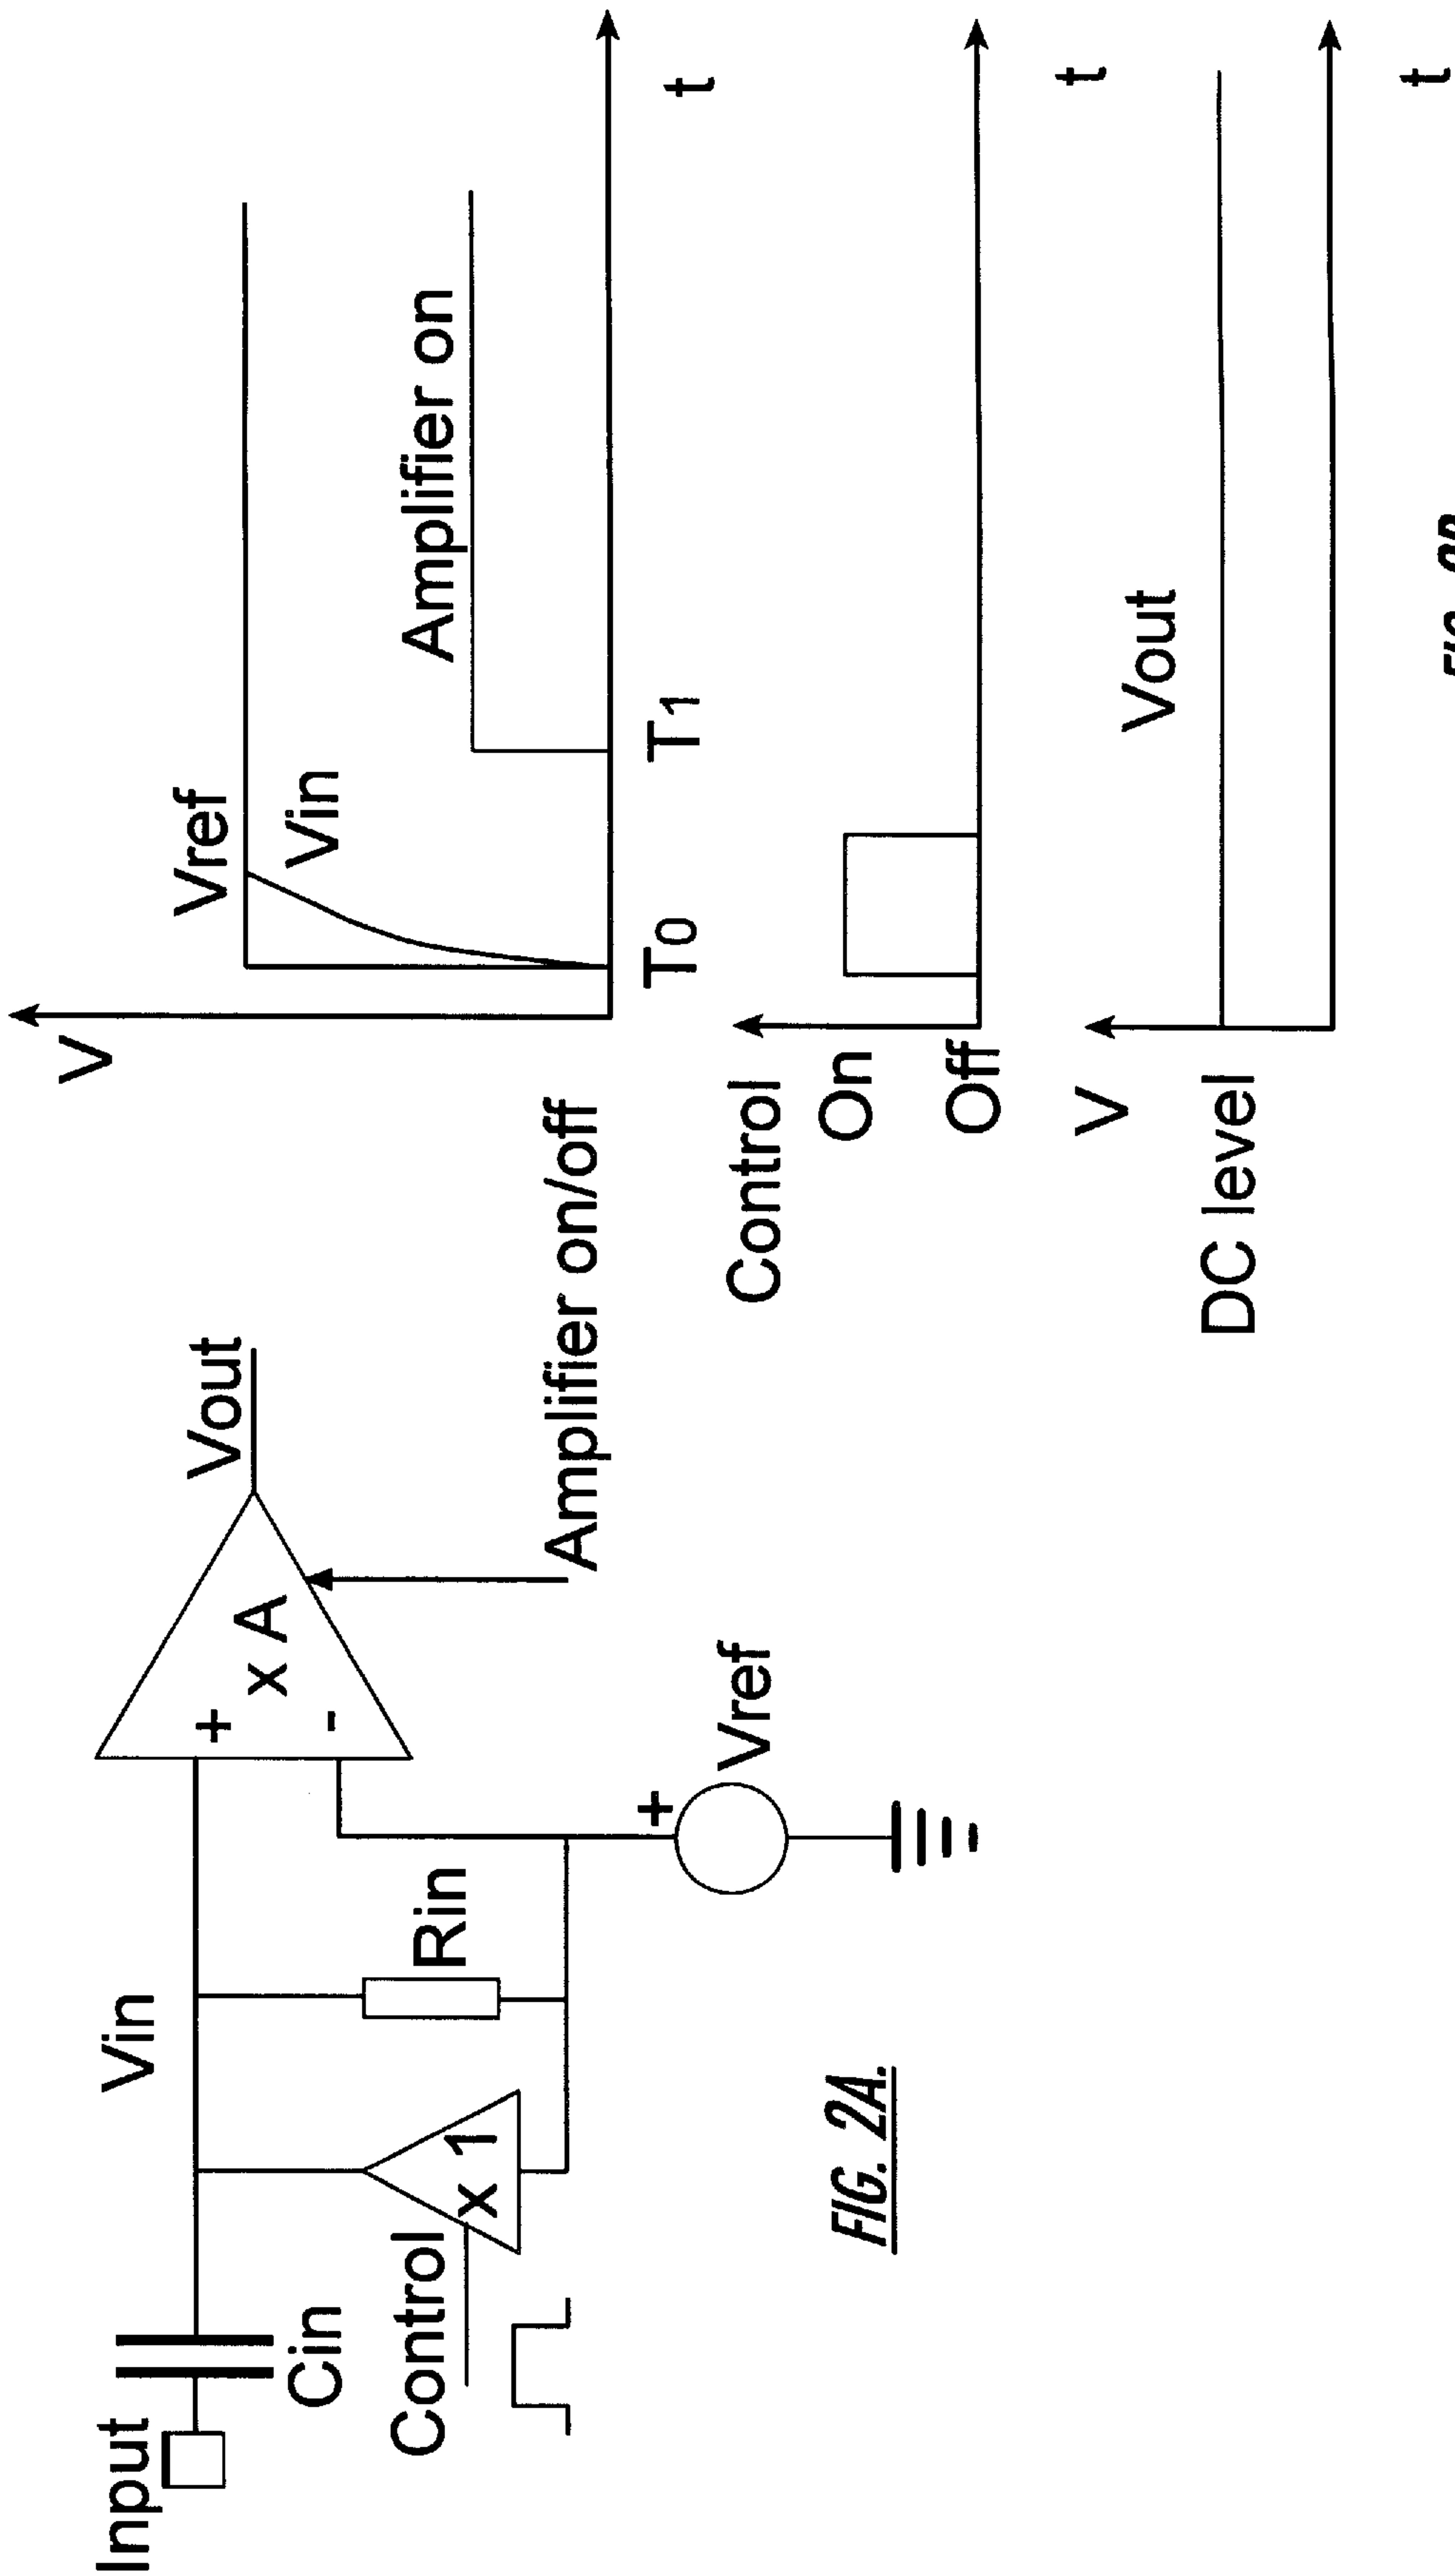 Input
Cin
Vin
Control
x 1
Rin
+
-
x A
Vout
Amplifier on/off
+
Vref
FIG. 2A.
V
Vref
Vin
Amplifier on
T0
T1
t
Control
On
Off
t
V
DC level
Vout
t